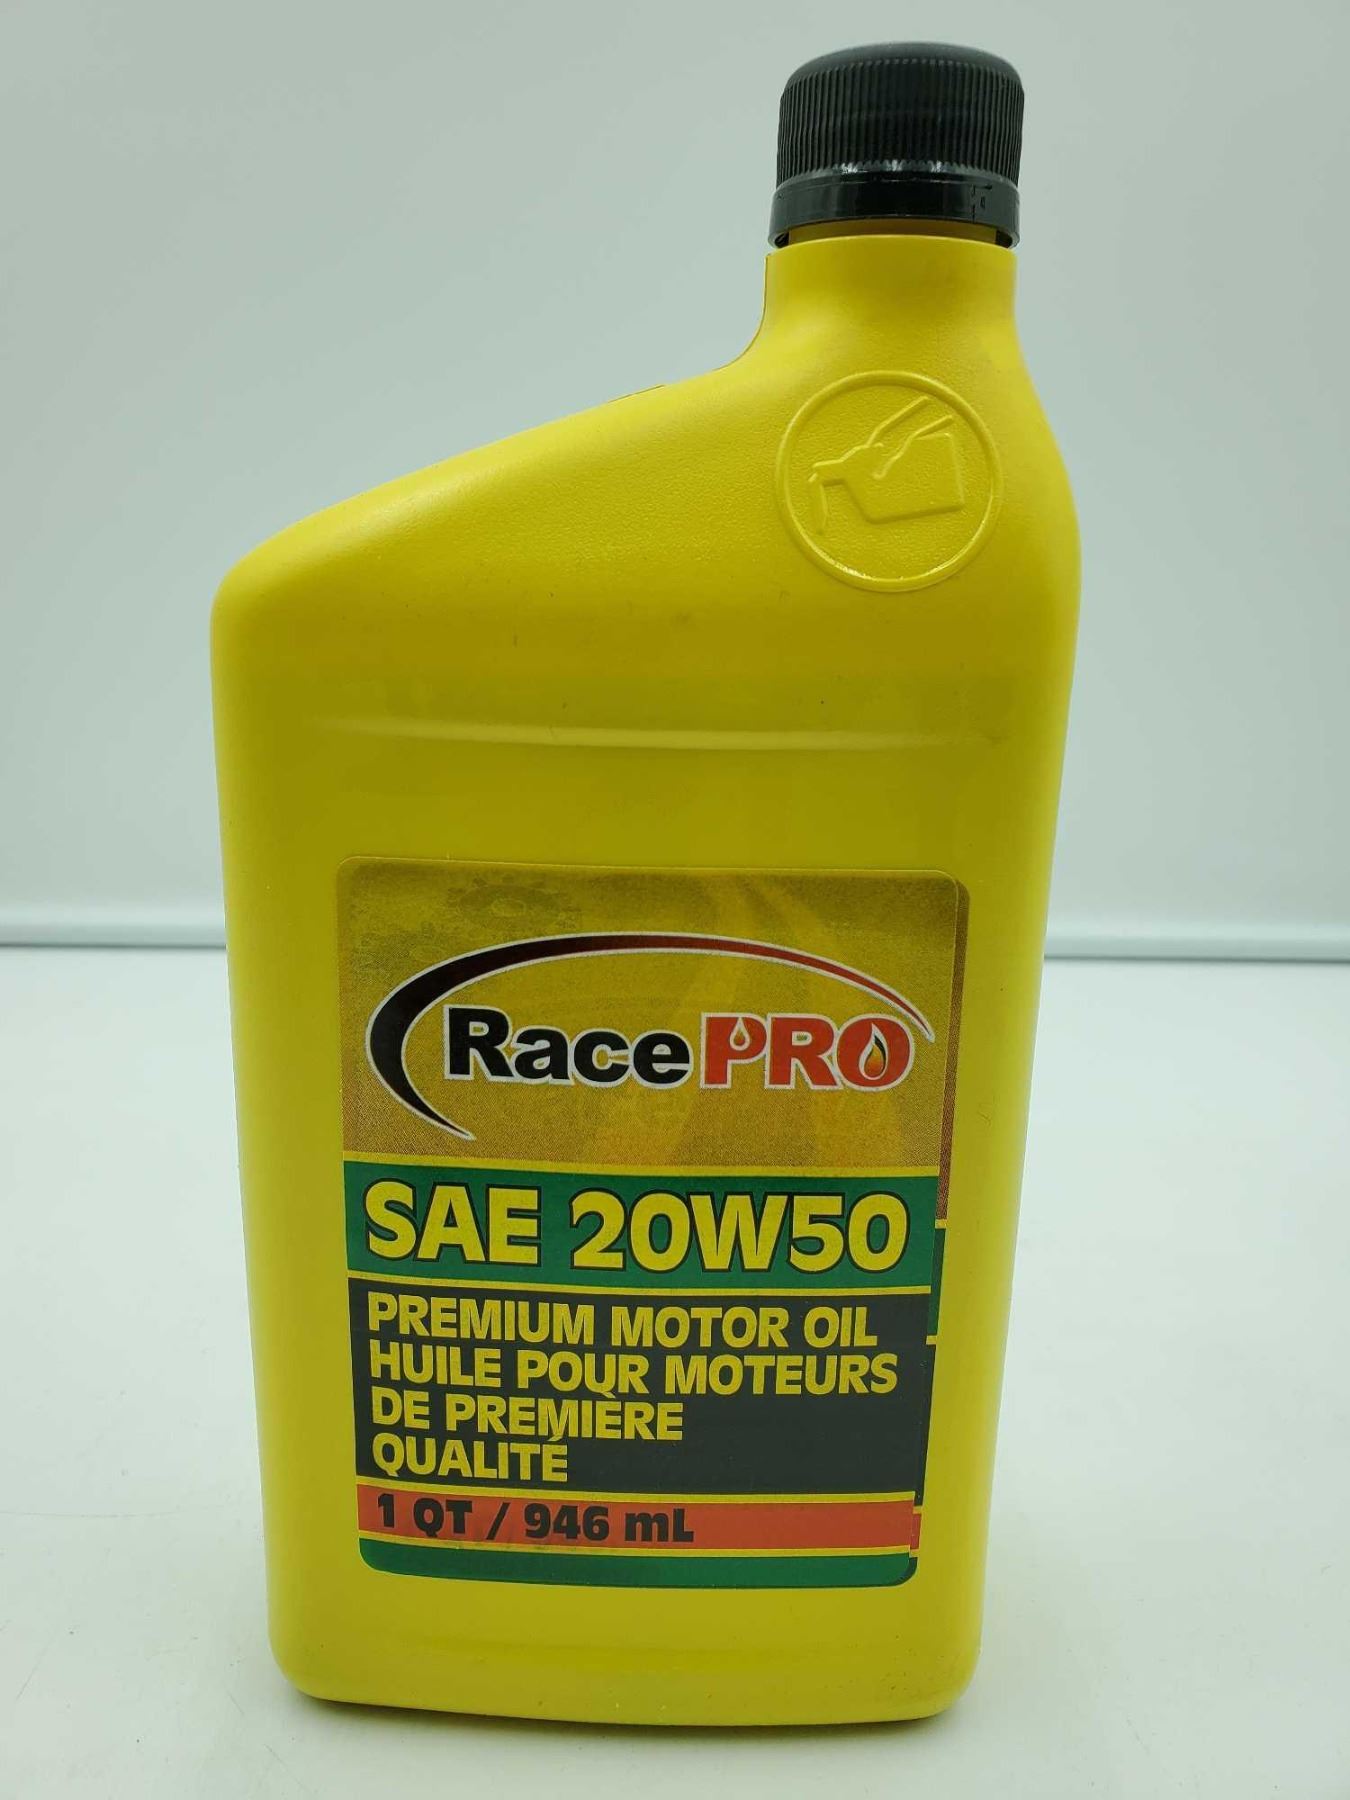 RacePRO
SAE 20W50
PREMIUM MOTOR OIL
HUILE POUR MOTEURS
DE PREMIÈRE
QUALITÉ
1 QT / 946 mL